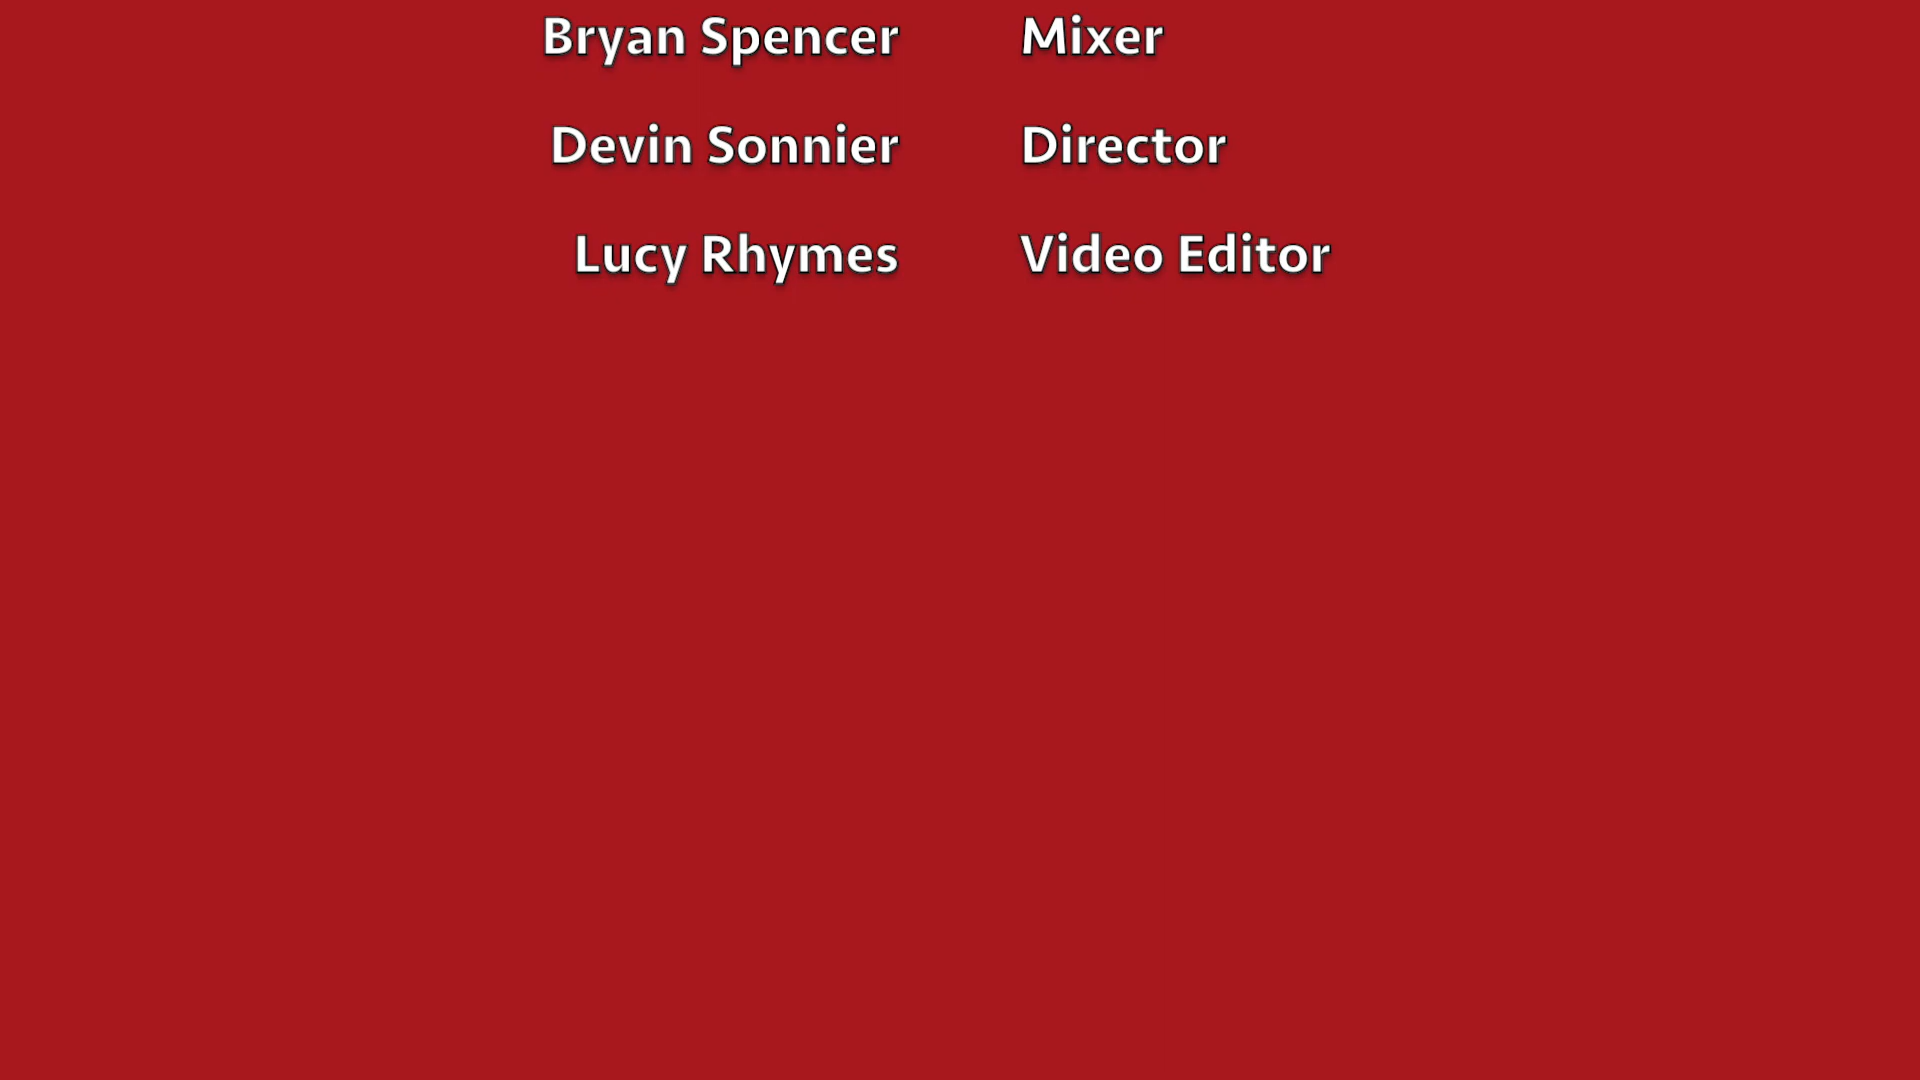 Bryan Spencer Mixer
Devin Sonnier Director
Lucy Rhymes Video Editor